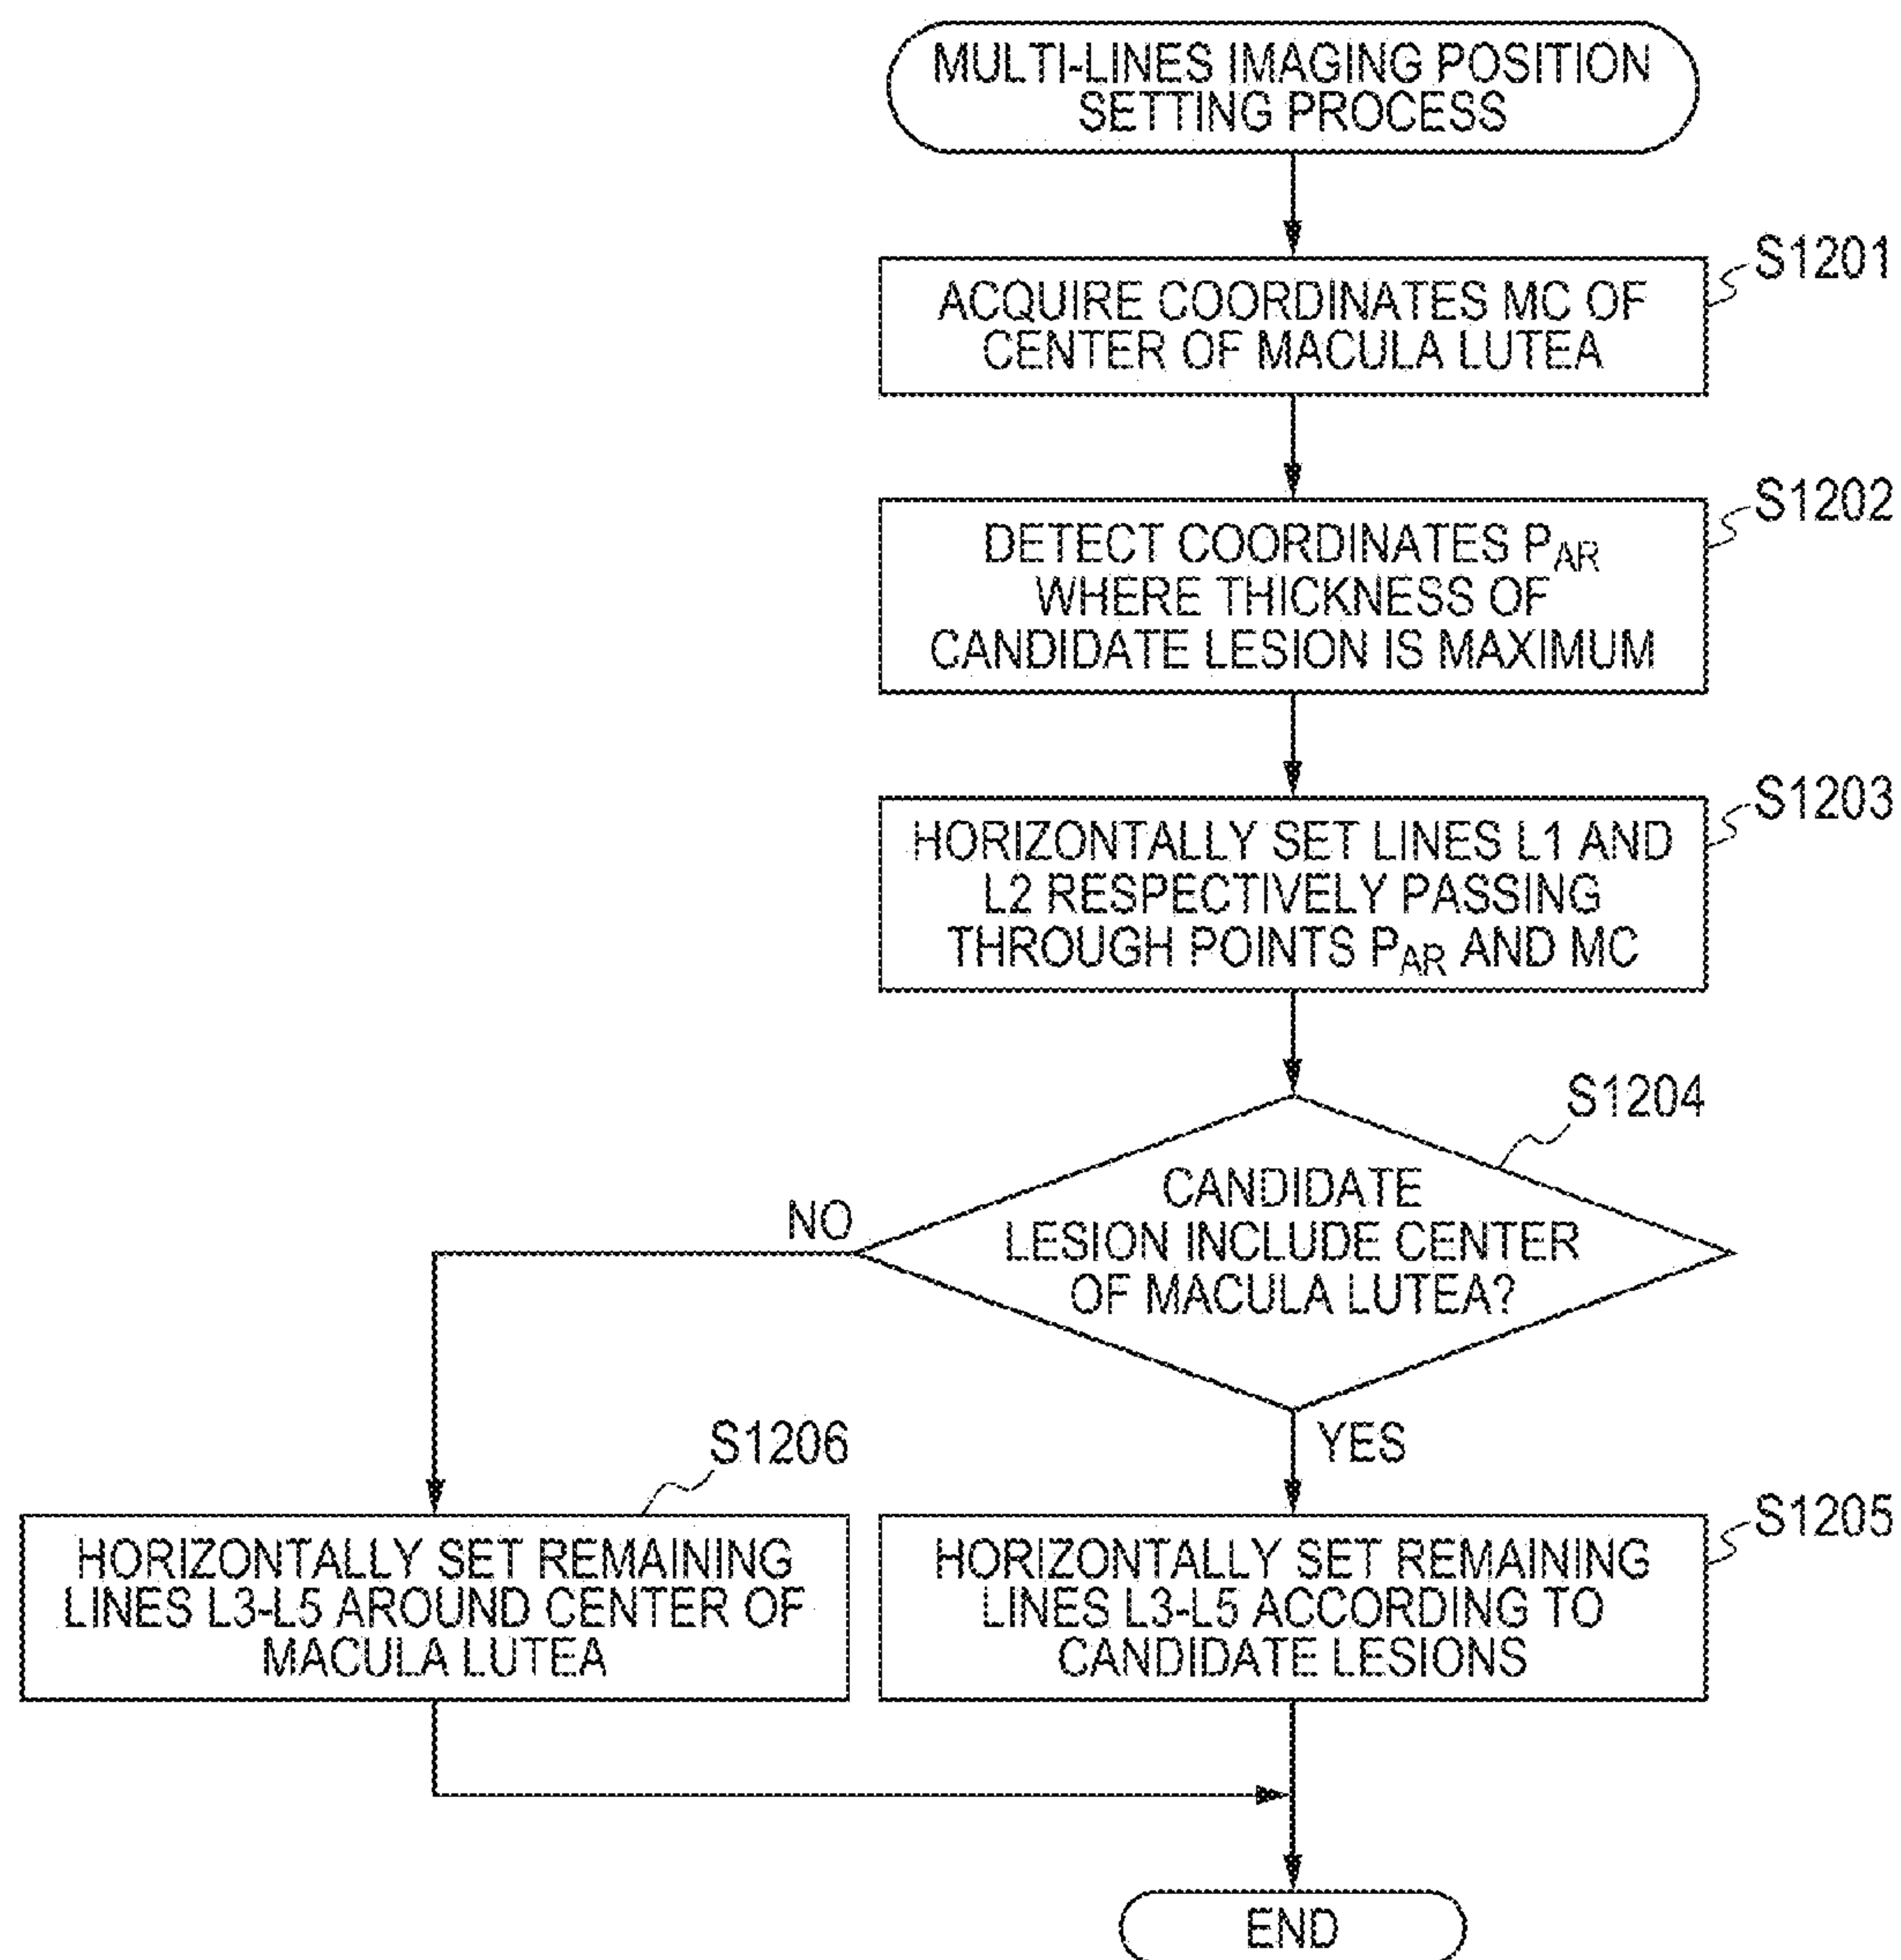 MULTI-LINES IMAGING POSITION
SETTING PROCESS
S1201
ACQUIRE COORDINATES MC OF
CENTER OF MACULA LUTEA
S1202
DETECT COORDINATES PAR
WHERE THICKNESS OF
CANDIDATE LESION IS MAXIMUM
S1203
HORIZONTALLY SET LINES L1 AND
L2 RESPECTIVELY PASSING
THROUGH POINTS PAR AND MC
S1204
CANDIDATE
LESION INCLUDE CENTER
OF MACULA LUTEA?
NO
YES
S1206
HORIZONTALLY SET REMAINING
LINES L3-L5 AROUND CENTER OF
MACULA LUTEA
S1205
HORIZONTALLY SET REMAINING
LINES L3-L5 ACCORDING TO
CANDIDATE LESIONS
END